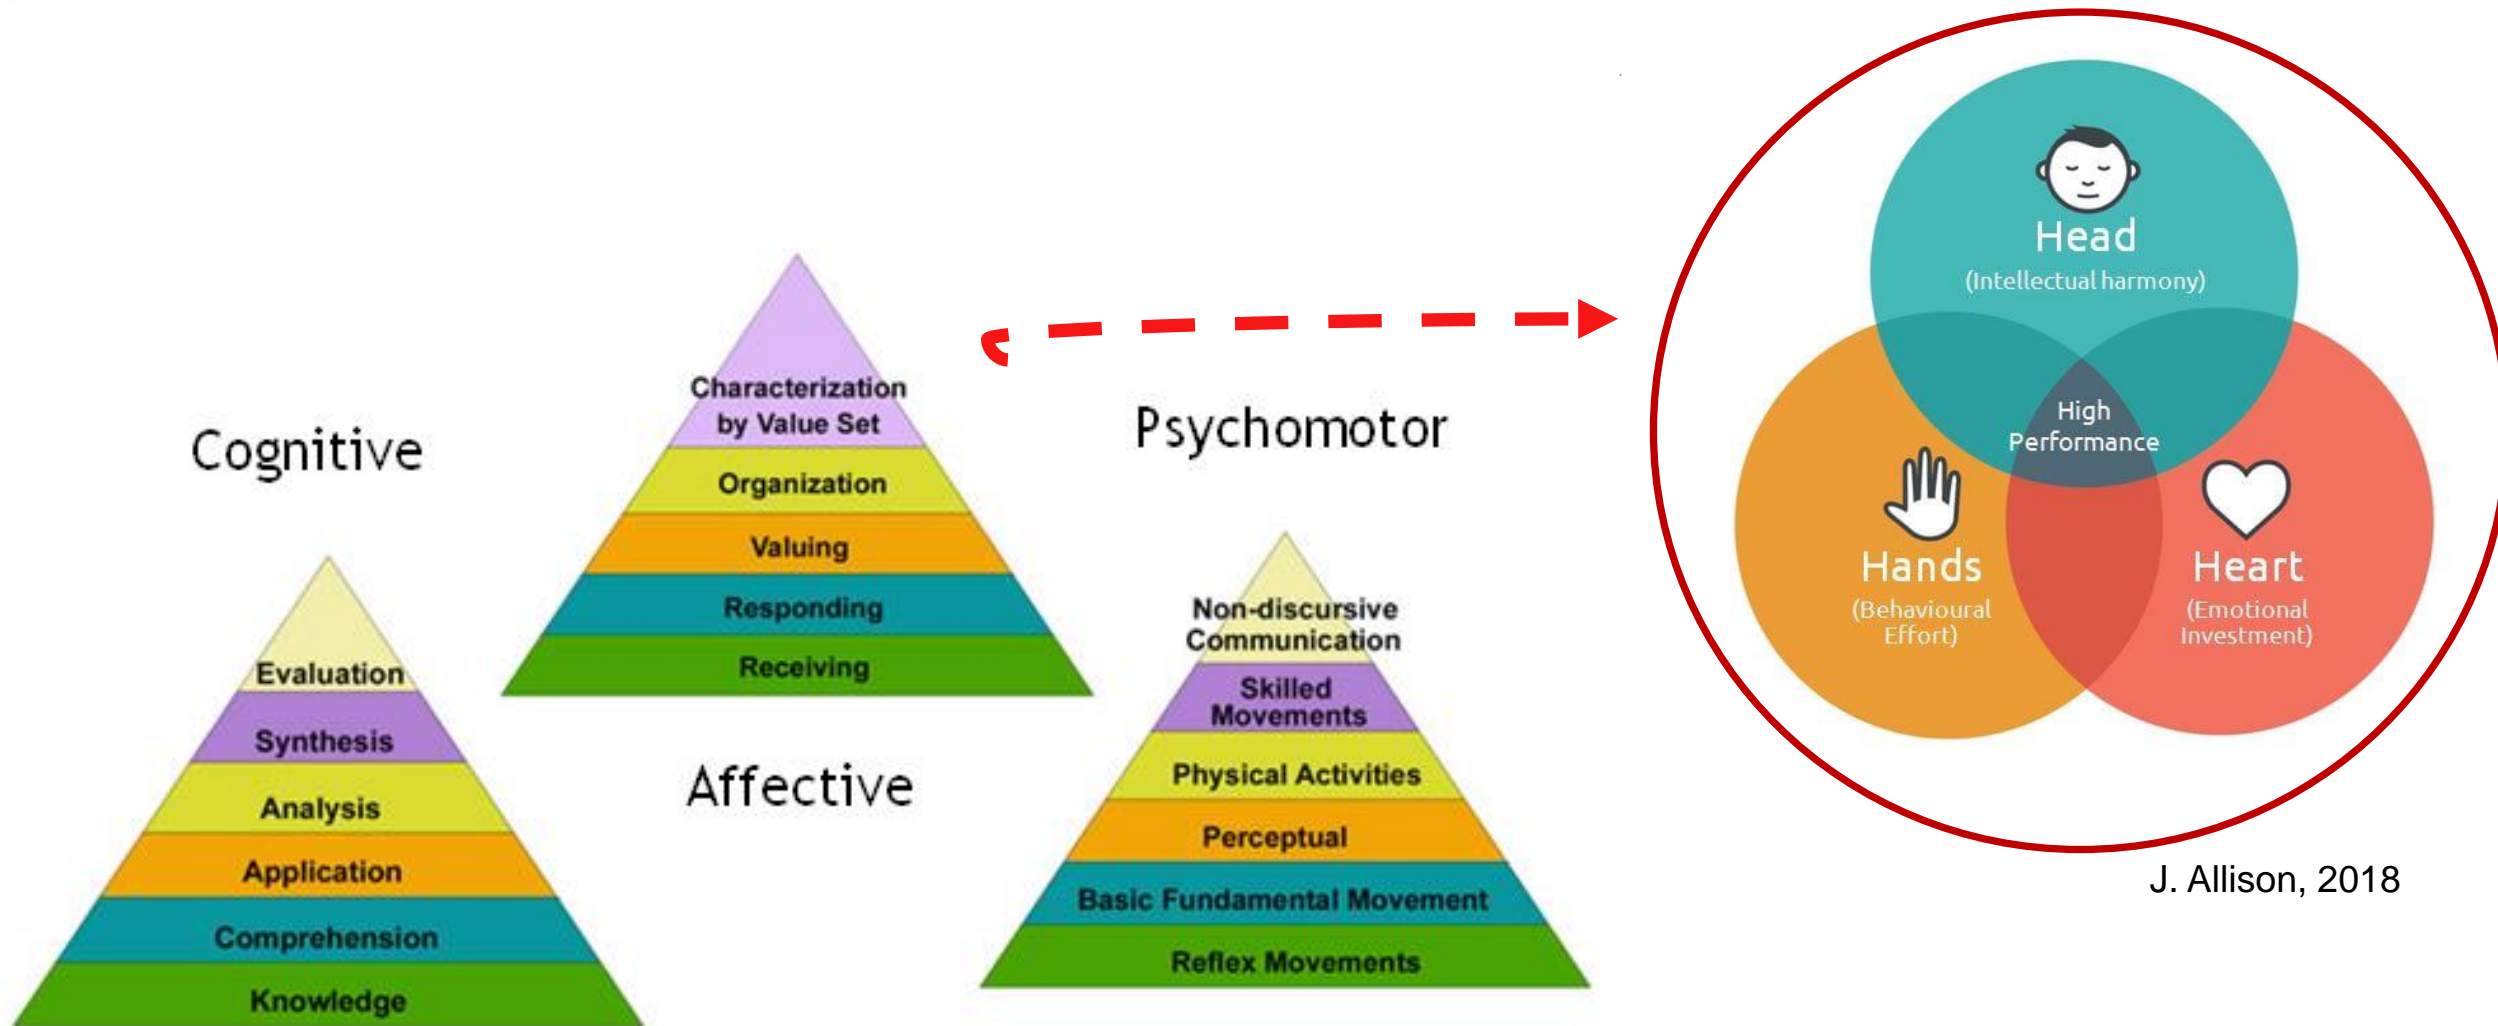 Cognitive
Evaluation
Synthesis
Analysis
Application
Comprehension
Knowledge
Characterization
by Value Set
Organization
Valuing
Responding
Receiving
Affective
Psychomotor
Non-discursive
Communication
Skilled
Movements
Physical Activities
Perceptual
Basic Fundamental Movement
Reflex Movements
Head
(Intellectual harmony)
High
Performance
Hands
(Behavioural
Effort)
Heart
(Emotional
Investment)
J. Allison, 2018